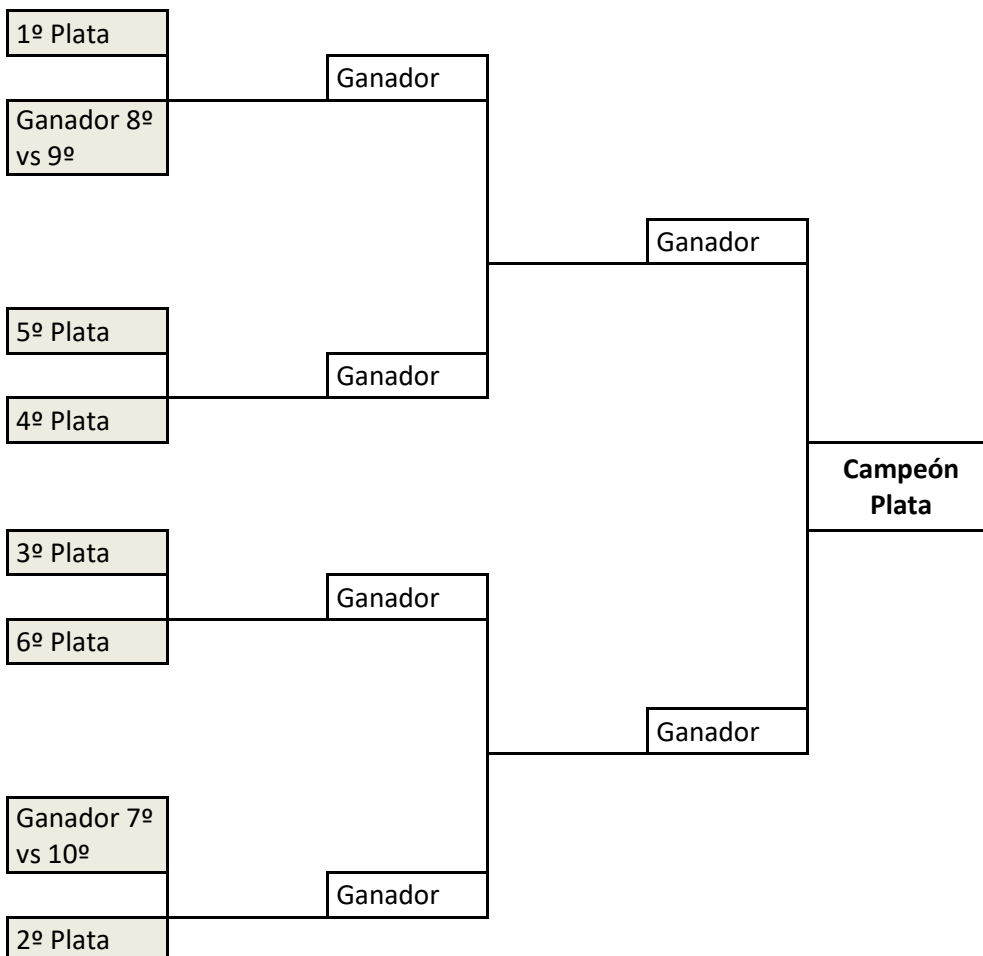 1º Plata
Ganador
Ganador 8º
vs 9º
Ganador
5º Plata
Ganador
4º Plata
Campeón
Plata
3º Plata
Ganador
6º Plata
Ganador
Ganador 7º
vs 10º
Ganador
2º Plata